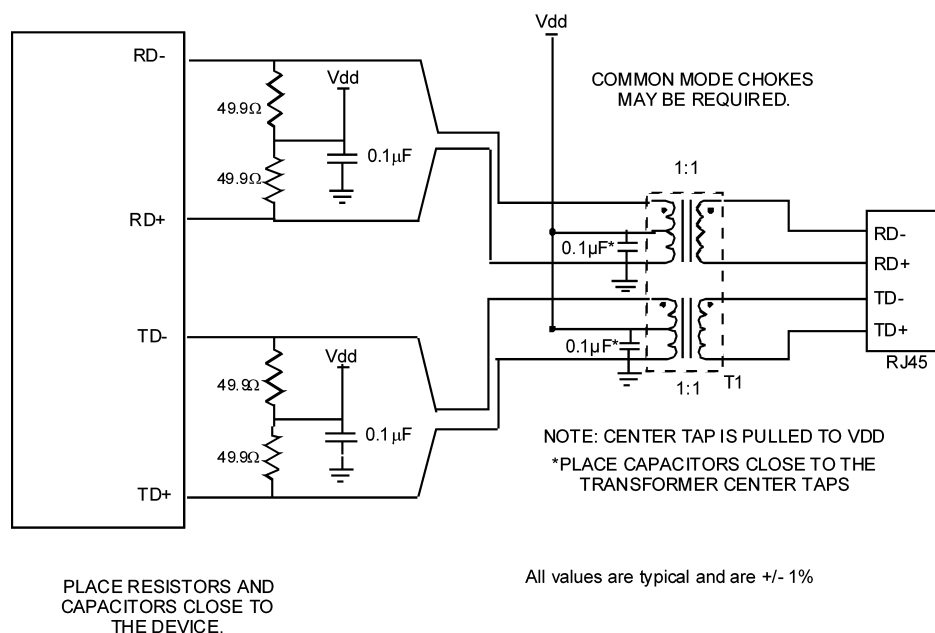 Vdd
RD-
Vdd
COMMON MODE CHOKES
MAY BE REQUIRED.
49.9Ω
0.1µF
49.9Ω
1:1
RD+
RD-
0.1µF*
RD+
TD-
TD-
TD+
Vdd
0.1µF*
RJ45
49.9Ω
1:1
T1
0.1µF
NOTE: CENTER TAP IS PULLED TO VDD
49.9Ω
*PLACE CAPACITORS CLOSE TO THE
TRANSFORMER CENTER TAPS
TD+
All values are typical and are +/- 1%
PLACE RESISTORS AND
CAPACITORS CLOSE TO
THE DEVICE.